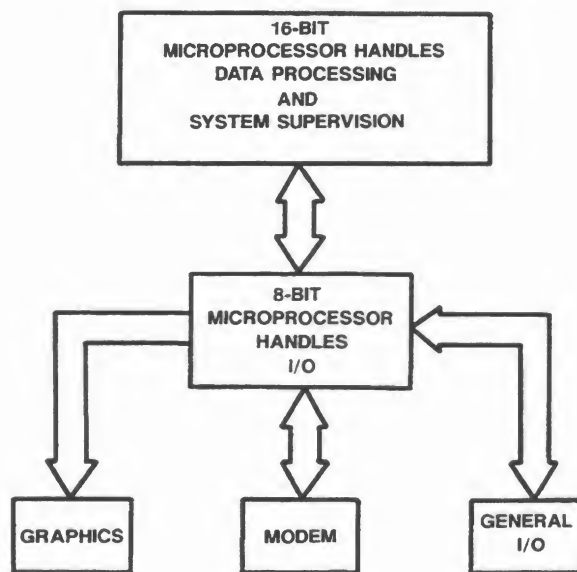 16-BIT
MICROPROCESSOR HANDLES
DATA PROCESSING
AND
SYSTEM SUPERVISION
8-BIT
MICROPROCESSOR
HANDLES
I/O
GRAPHICS
MODEM
GENERAL
I/O